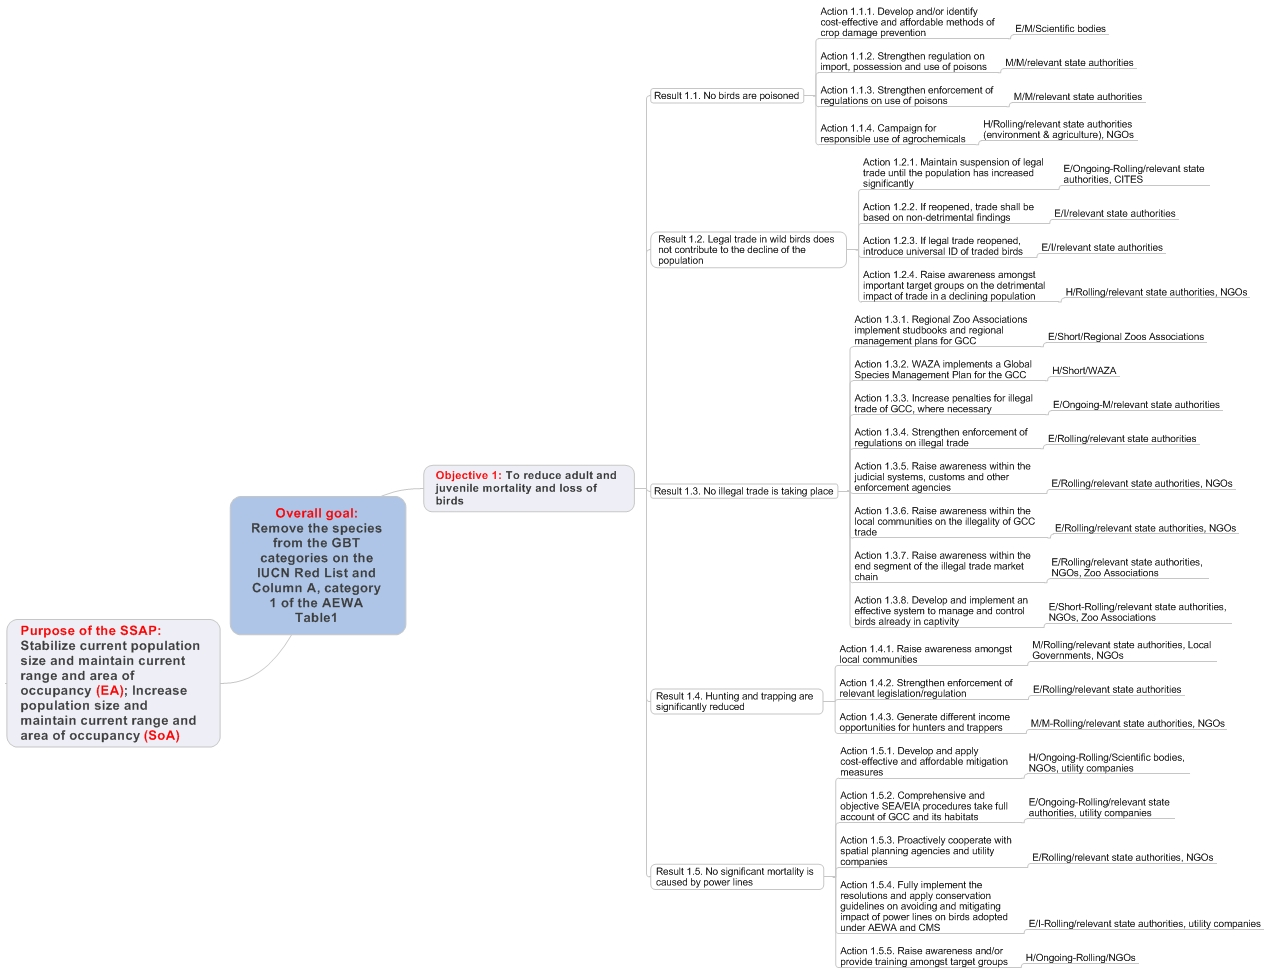 Purpose of the SSAP:
Stabilize current population
size and maintain current
range and area of
occupancy (EA); Increase
population size and
maintain current range and
area of occupancy (SoA)
Overall goal:
Remove the species
from the GBT
categories on the
IUCN Red List and
Column A, category
1 of the AEWA
Table1
Objective 1: To reduce adult and
juvenile mortality and loss of
birds
Result 1.1. No birds are poisoned
Action 1.1.1. Develop and/or identify
cost-effective and affordable methods of
crop damage prevention
E/M/Scientific bodies
Action 1.1.2. Strengthen regulation on
import, possession and use of poisons
M/M/relevant state authorities
Action 1.1.3. Strengthen enforcement of
regulations on use of poisons
M/M/relevant state authorities
Action 1.1.4. Campaign for
responsible use of agrochemicals
H/Rolling/relevant state authorities
(environment & agriculture), NGOs
Result 1.2. Legal trade in wild birds does
not contribute to the decline of the
population
Action 1.2.1. Maintain suspension of legal
trade until the population has increased
significantly
E/Ongoing-Rolling/relevant state
authorities, CITES
Action 1.2.2. If reopened, trade shall be
based on non-detrimental findings
E/I/relevant state authorities
Action 1.2.3. If legal trade reopened,
introduce universal ID of traded birds
E/I/relevant state authorities
Action 1.2.4. Raise awareness amongst
important target groups on the detrimental
impact of trade in a declining population
H/Rolling/relevant state authorities, NGOs
Result 1.3. No illegal trade is taking place
Action 1.3.1. Regional Zoo Associations
implement studbooks and regional
management plans for GCC
E/Short/Regional Zoos Associations
Action 1.3.2. WAZA implements a Global
Species Management Plan for the GCC
H/Short/WAZA
Action 1.3.3. Increase penalties for illegal
trade of GCC, where necessary
E/Ongoing-M/relevant state authorities
Action 1.3.4. Strengthen enforcement of
regulations on illegal trade
E/Rolling/relevant state authorities
Action 1.3.5. Raise awareness within the
judicial systems, customs and other
enforcement agencies
E/Rolling/relevant state authorities, NGOs
Action 1.3.6. Raise awareness within the
local communities on the illegality of GCC
trade
E/Rolling/relevant state authorities, NGOs
Action 1.3.7. Raise awareness within the
end segment of the illegal trade market
chain
E/Rolling/relevant state authorities,
NGOs, Zoo Associations
Action 1.3.8. Develop and implement an
effective system to manage and control
birds already in captivity
E/Short-Rolling/relevant state authorities,
NGOs, Zoo Associations
Result 1.4. Hunting and trapping are
significantly reduced
Action 1.4.1. Raise awareness amongst
local communities
M/Rolling/relevant state authorities, Local
Governments, NGOs
Action 1.4.2. Strengthen enforcement of
relevant legislation/regulation
E/Rolling/relevant state authorities
Action 1.4.3. Generate different income
opportunities for hunters and trappers
M/M-Rolling/relevant state authorities, NGOs
Result 1.5. No significant mortality is
caused by power lines
Action 1.5.1. Develop and apply
cost-effective and affordable mitigation
measures
H/Ongoing-Rolling/Scientific bodies,
NGOs, utility companies
Action 1.5.2. Comprehensive and
objective SEA/EIA procedures take full
account of GCC and its habitats
E/Ongoing-Rolling/relevant state
authorities, utility companies
Action 1.5.3. Proactively cooperate with
spatial planning agencies and utility
companies
E/Rolling/relevant state authorities, NGOs
Action 1.5.4. Fully implement the
resolutions and apply conservation
guidelines on avoiding and mitigating
impact of power lines on birds adopted
under AEWA and CMS
E/I-Rolling/relevant state authorities, utility companies
Action 1.5.5. Raise awareness and/or
provide training amongst target groups
H/Ongoing-Rolling/NGOs